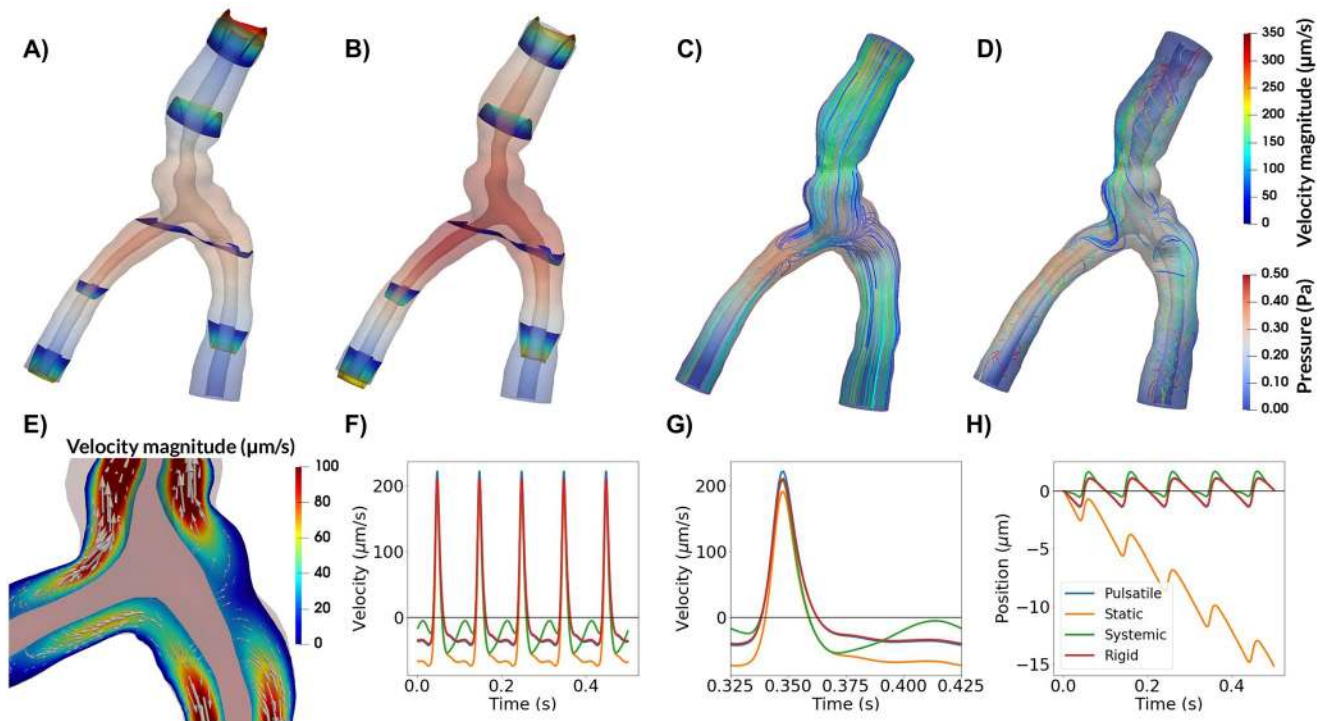 A)
B)
C)
D)
Velocity magnitude (μm/s)
350
300
250
200
150
100
50
0
Pressure (Pa)
0.50
0.40
0.30
0.20
0.10
0.00
E)
Velocity magnitude (μm/s)
100
80
60
40
20
0
F)
Velocity (μm/s)
200
100
0
0.0 0.2 0.4
Time (s)
G)
Velocity (μm/s)
200
100
0
0.325 0.350 0.375 0.400 0.425
Time (s)
H)
Position (μm)
0
−5
−10
−15
Pulsatile
Static
Systemic
Rigid
0.0 0.2 0.4
Time (s)